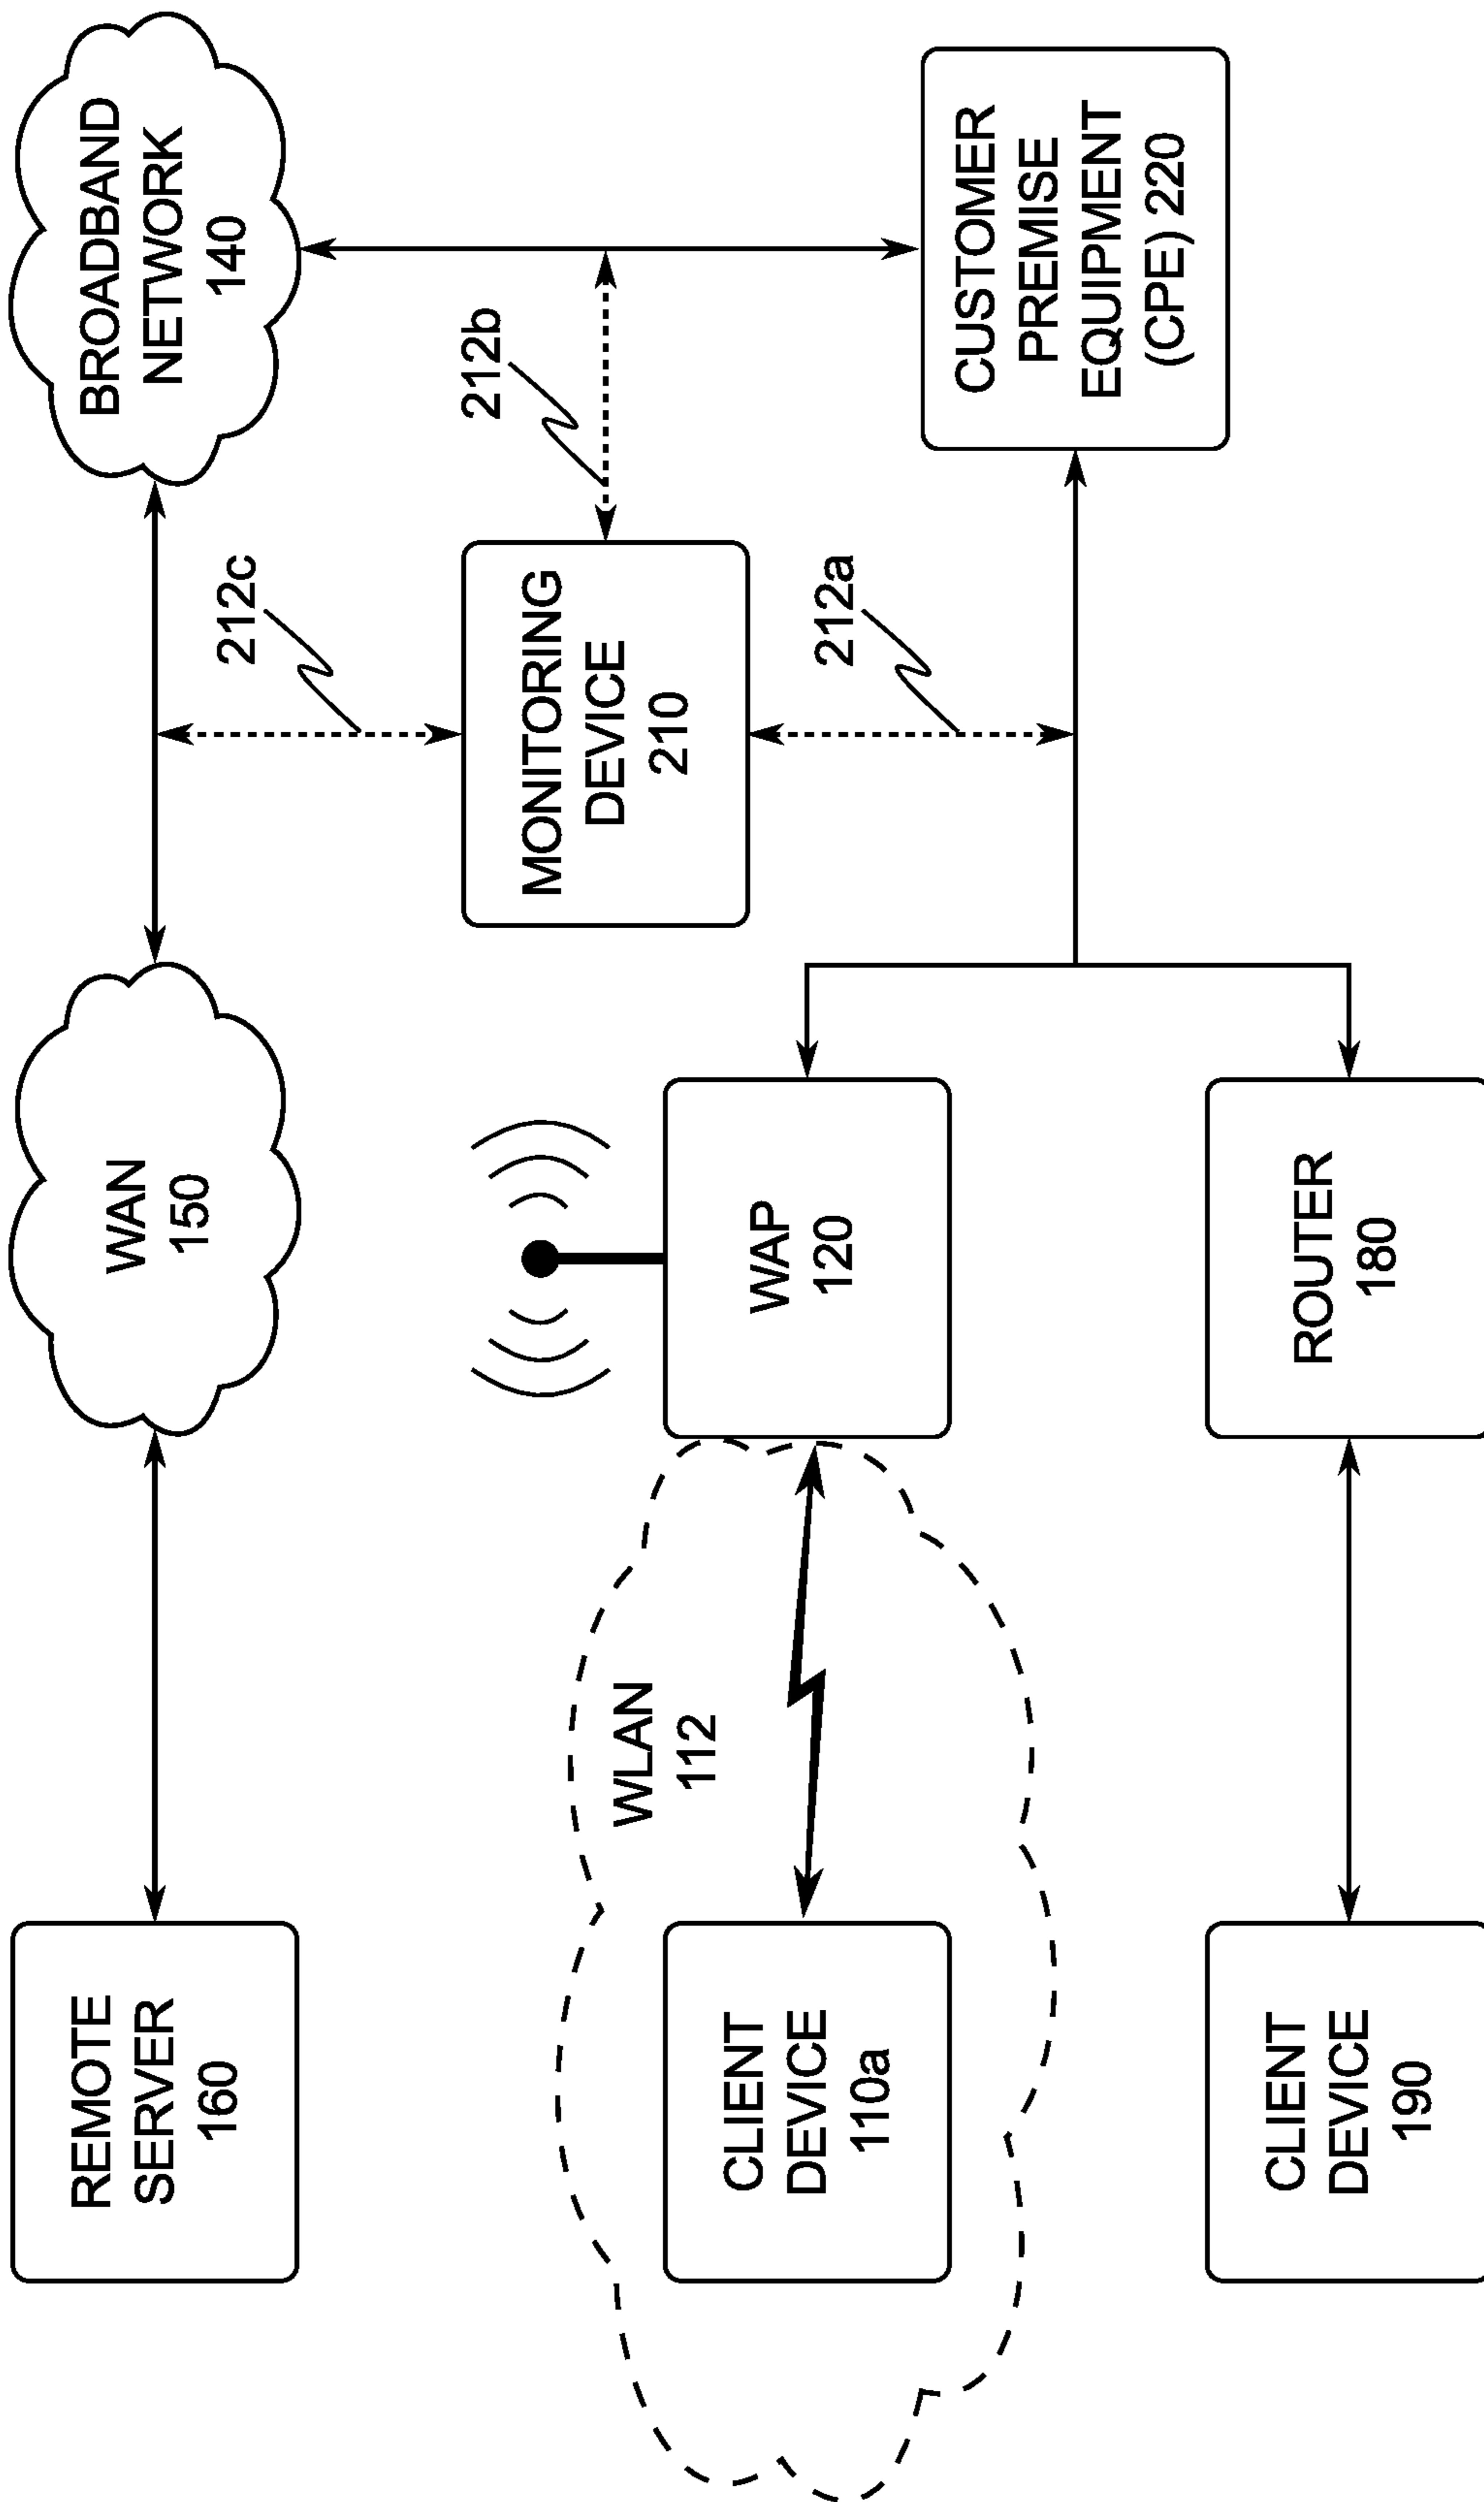 REMOTE
SERVER
160
WAN
150
BROADBAND
NETWORK
140
212c
212b
MONITORING
DEVICE
210
WLAN
112
CLIENT
DEVICE
110a
WAP
120
212a
CUSTOMER
PREMISE
EQUIPMENT
(CPE) 220
CLIENT
DEVICE
190
ROUTER
180